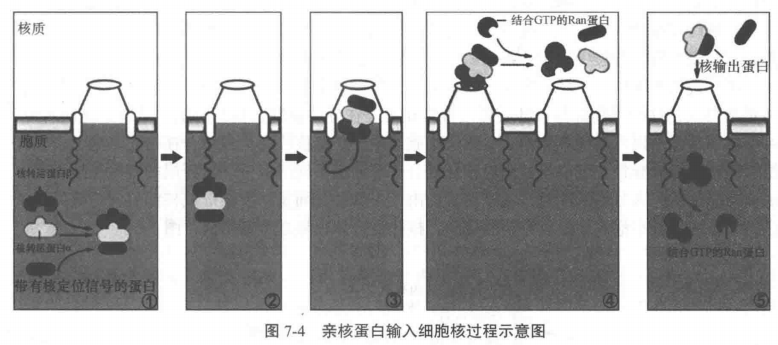 核质
胞质
核转运蛋白β
核转运蛋白α
带有核定位信号的蛋白
①
②
③
结合GTP的Ran蛋白
④
核输出蛋白
结合GTP的Ran蛋白
⑤
图 7-4 亲核蛋白输入细胞核过程示意图